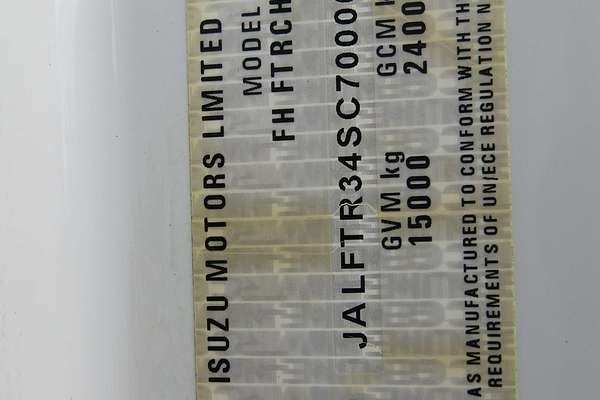 ISUZU MOTORS LIMITED
MODEL
FH FTRCH
JALFTR34SC7000
GVM kg GCM
15000 2400
AS MANUFACTURED TO CONFORM WITH TH
REQUIREMENTS OF UN/ECE REGULATION N